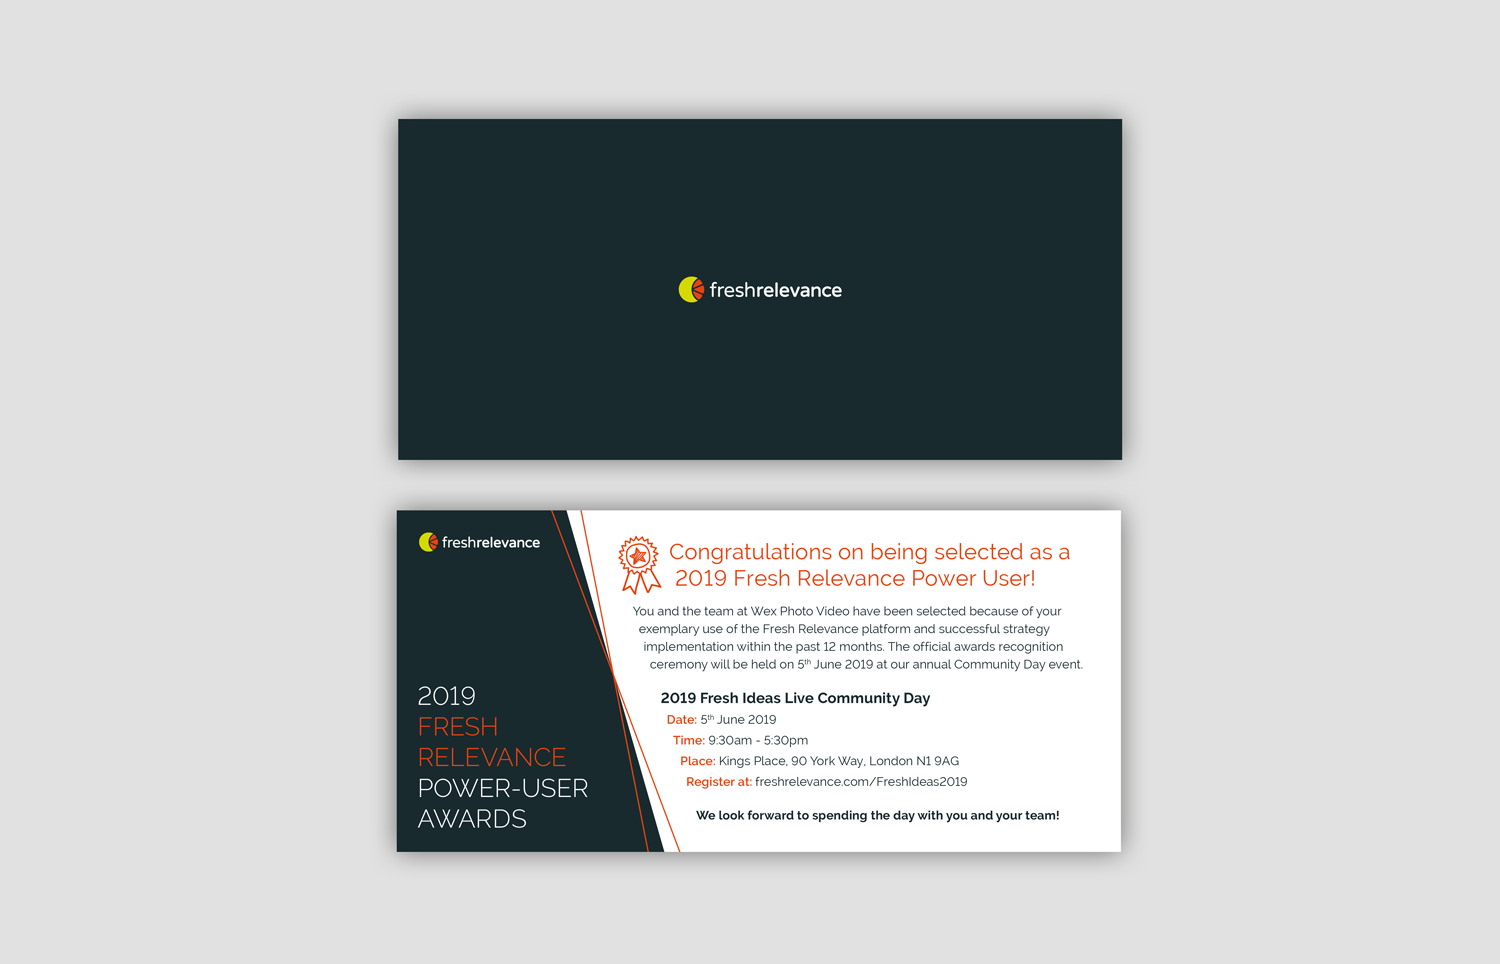 freshrelevance
freshrelevance
2019
FRESH
RELEVANCE
POWER-USER
AWARDS
Congratulations on being selected as a
2019 Fresh Relevance Power User!
You and the team at Wex Photo Video have been selected because of your
exemplary use of the Fresh Relevance platform and successful strategy
implementation within the past 12 months. The official awards recognition
ceremony will be held on 5th June 2019 at our annual Community Day event.
2019 Fresh Ideas Live Community Day
Date: 5th June 2019
Time: 9:30am - 5:30pm
Place: Kings Place, 90 York Way, London N1 9AG
Register at: freshrelevance.com/FreshIdeas2019
We look forward to spending the day with you and your team!